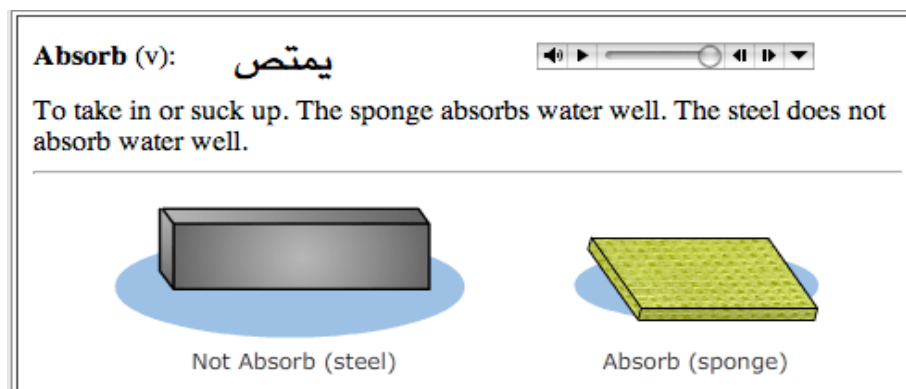 Absorb (v): يمتص
To take in or suck up. The sponge absorbs water well. The steel does not
absorb water well.
Not Absorb (steel) Absorb (sponge)